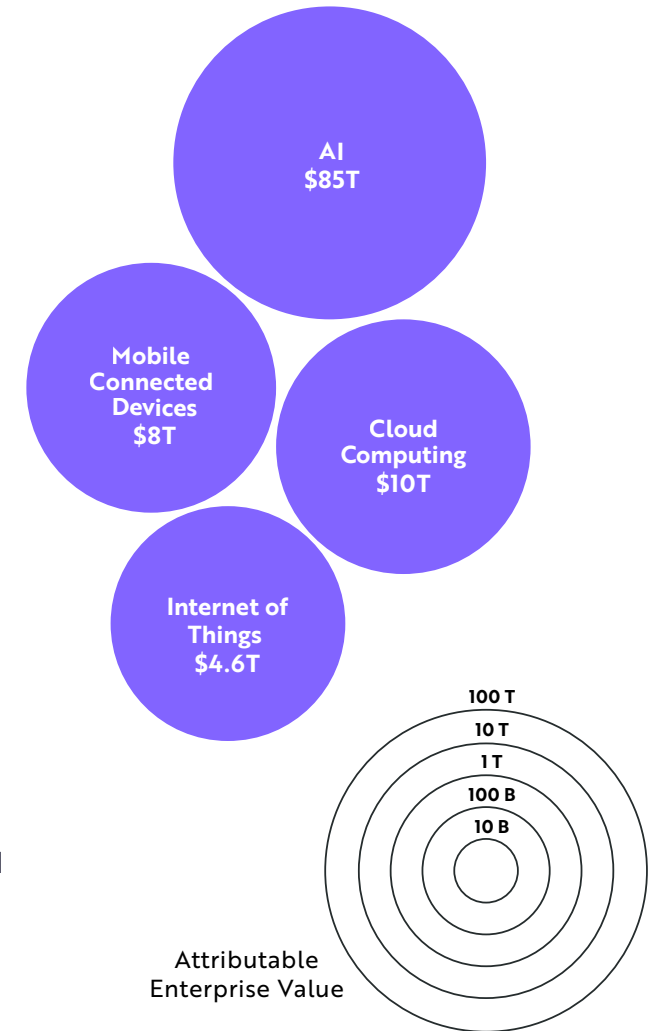 AI
$85T
Mobile
Connected
Devices
$8T
Cloud
Computing
$10T
Internet of
Things
$4.6T
100 T
10 T
1 T
100 B
10 B
Attributable
Enterprise Value